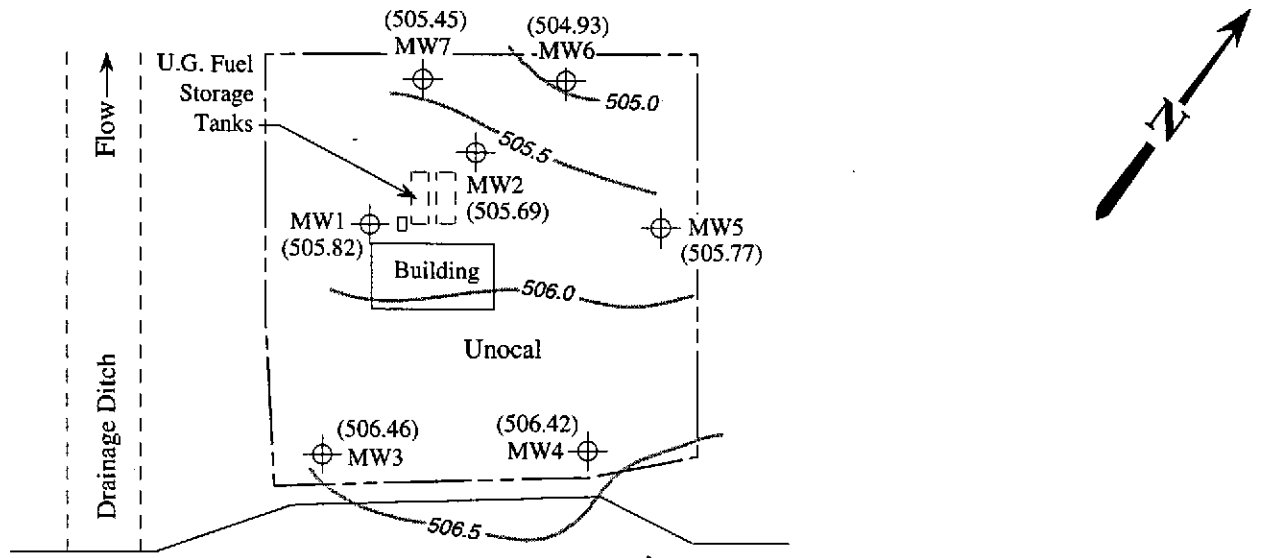 (505.45)
MW7
(504.93)
MW6
U.G. Fuel
Storage
Tanks
505.0
Flow
N
505.5
MW2
(505.69)
MW1
(505.82)
MW5
(505.77)
Building
506.0
Unocal
(506.46)
MW3
(506.42)
MW4
Drainage Ditch
506.5